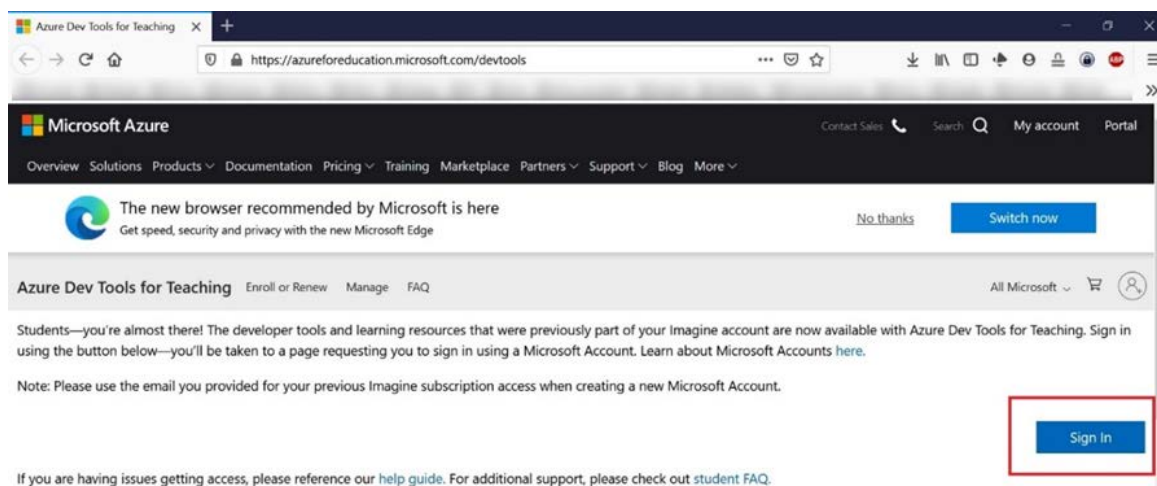 Azure Dev Tools for Teaching
https://azureforeducation.microsoft.com/devtools
ABP
Microsoft Azure
Contact Sales Search My account Portal
Overview Solutions Products Documentation Pricing Training Marketplace Partners Support Blog More
The new browser recommended by Microsoft is here
Get speed, security and privacy with the new Microsoft Edge
No thanks
Switch now
Azure Dev Tools for Teaching Enroll or Renew Manage FAQ All Microsoft
Students—you're almost there! The developer tools and learning resources that were previously part of your Imagine account are now available with Azure Dev Tools for Teaching. Sign in
using the button below—you'll be taken to a page requesting you to sign in using a Microsoft Account. Learn about Microsoft Accounts here.
Note: Please use the email you provided for your previous Imagine subscription access when creating a new Microsoft Account.
Sign In
If you are having issues getting access, please reference our help guide. For additional support, please check out student FAQ.